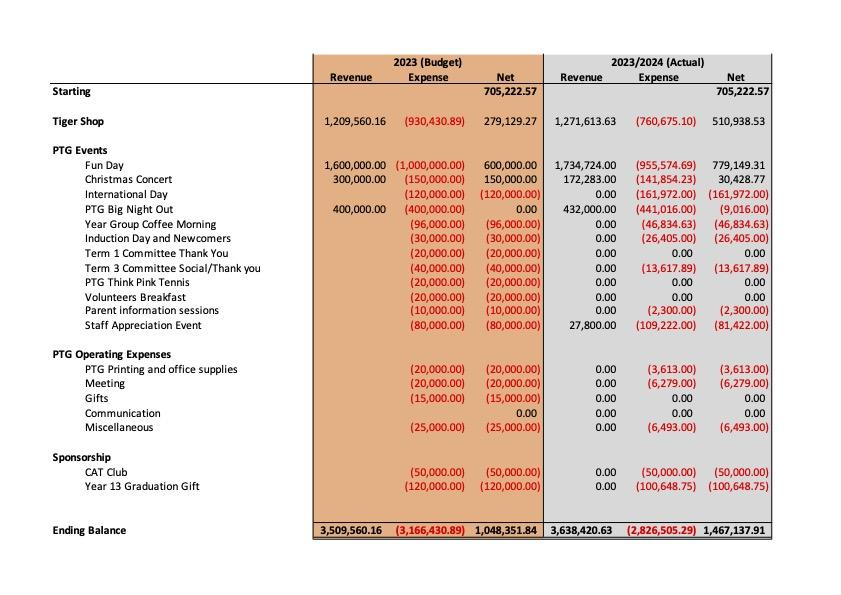 2023 (Budget) 2023/2024 (Actual)
Revenue Expense Net Revenue Expense Net
Starting 705,222.57 705,222.57
Tiger Shop 1,209,560.16 (930,430.89) 279,129.27 1,271,613.63 (760,675.10) 510,938.53
PTG Events
Fun Day 1,600,000.00 (1,000,000.00) 600,000.00 1,734,724.00 (955,574.69) 779,149.31
Christmas Concert 300,000.00 (150,000.00) 150,000.00 172,283.00 (141,854.23) 30,428.77
International Day (120,000.00) (120,000.00) 0.00 (161,972.00) (161,972.00)
PTG Big Night Out 400,000.00 (400,000.00) 0.00 432,000.00 (441,016.00) (9,016.00)
Year Group Coffee Morning (96,000.00) (96,000.00) 0.00 (46,834.63) (46,834.63)
Induction Day and Newcomers (30,000.00) (30,000.00) 0.00 (26,405.00) (26,405.00)
Term 1 Committee Thank You (20,000.00) (20,000.00) 0.00 0.00 0.00
Term 3 Committee Social/Thank you (40,000.00) (40,000.00) 0.00 (13,617.89) (13,617.89)
PTG Think Pink Tennis (20,000.00) (20,000.00) 0.00 0.00 0.00
Volunteers Breakfast (20,000.00) (20,000.00) 0.00 0.00 0.00
Parent information sessions (10,000.00) (10,000.00) 0.00 (2,300.00) (2,300.00)
Staff Appreciation Event (80,000.00) (80,000.00) 27,800.00 (109,222.00) (81,422.00)
PTG Operating Expenses
PTG Printing and office supplies (20,000.00) (20,000.00) 0.00 (3,613.00) (3,613.00)
Meeting (20,000.00) (20,000.00) 0.00 (6,279.00) (6,279.00)
Gifts (15,000.00) (15,000.00) 0.00 0.00 0.00
Communication 0.00 0.00 0.00 0.00
Miscellaneous (25,000.00) (25,000.00) 0.00 (6,493.00) (6,493.00)
Sponsorship
CAT Club (50,000.00) (50,000.00) 0.00 (50,000.00) (50,000.00)
Year 13 Graduation Gift (120,000.00) (120,000.00) 0.00 (100,648.75) (100,648.75)
Ending Balance 3,509,560.16 (3,166,430.89) 1,048,351.84 3,638,420.63 (2,826,505.29) 1,467,137.91